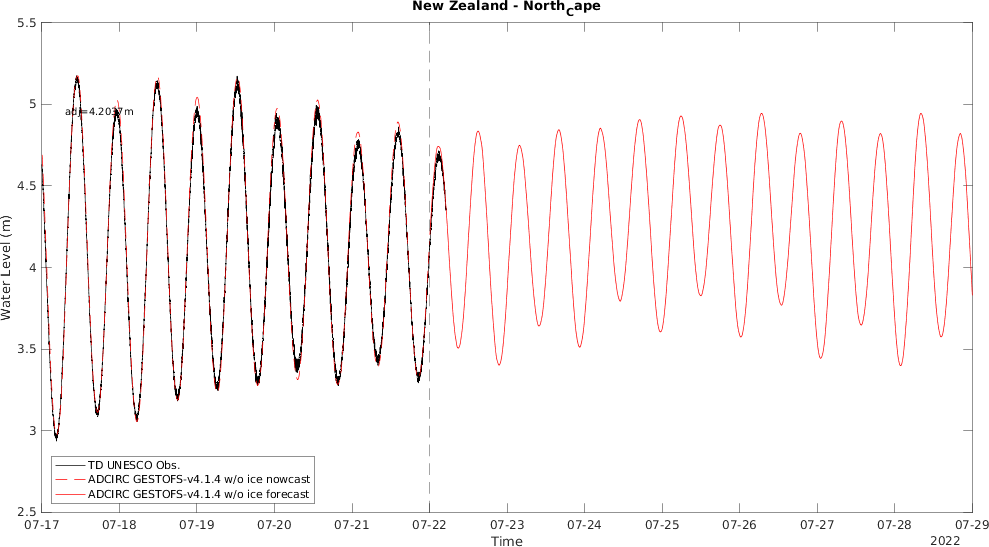 New Zealand - NorthCape
5.5
5
4.5
4
3.5
3
2.5
Water Level (m)
adj=4.2037m
TD UNESCO Obs.
ADCIRC GESTOFS-v4.1.4 w/o ice nowcast
ADCIRC GESTOFS-v4.1.4 w/o ice forecast
07-17 07-18 07-19 07-20 07-21 07-22 07-23 07-24 07-25 07-26 07-27 07-28 07-29
Time
2022